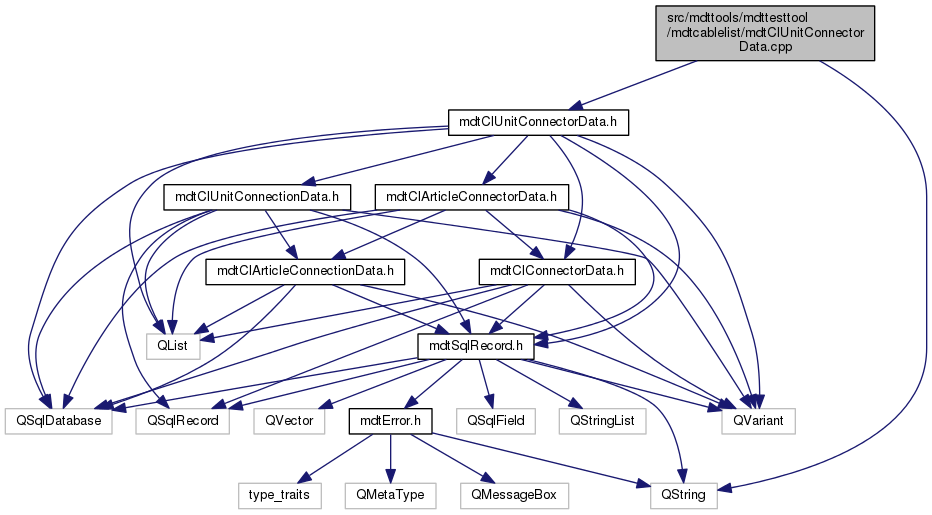 src/mdttools/mdttesttool
/mdtcablelist/mdtClUnitConnector
Data.cpp
mdtClUnitConnectorData.h
mdtClUnitConnectionData.h
mdtClArticleConnectorData.h
mdtClArticleConnectionData.h
mdtClConnectorData.h
QList
mdtSqlRecord.h
QSqlDatabase
QSqlRecord
QVector
mdtError.h
QSqlField
QStringList
QVariant
type_traits
QMetaType
QMessageBox
QString